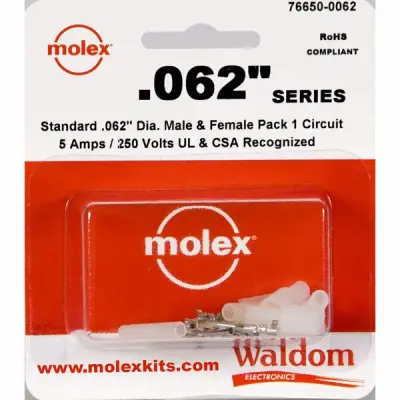 76650-0062
molex
RoHS
COMPLIANT
.062" SERIES
Standard .062" Dia. Male & Female Pack 1 Circuit
5 Amps / 250 Volts UL & CSA Recognized
molex
www.molexkits.com
Waldom
ELECTRONICS